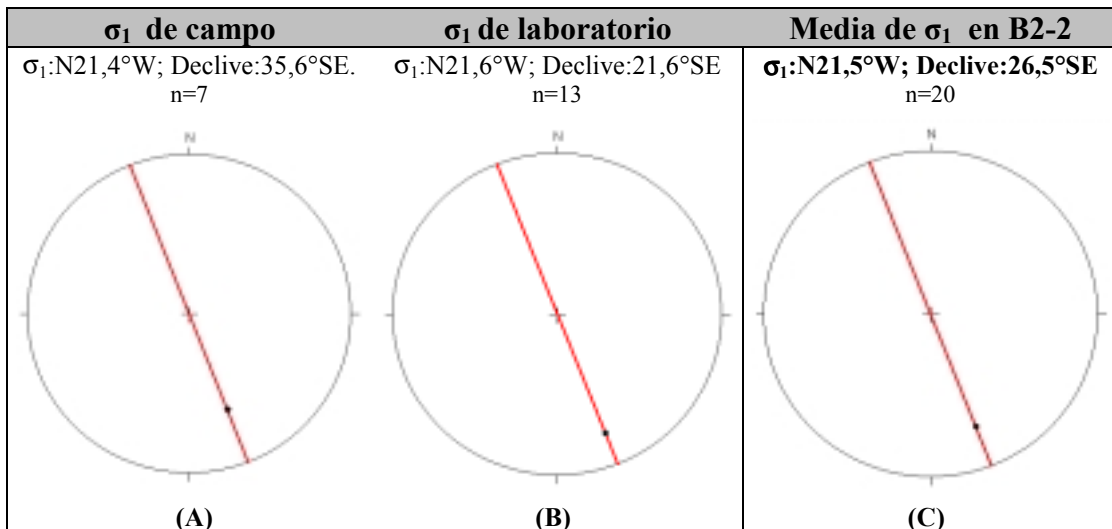 σ₁ de campo
σ₁ de laboratorio
Media de σ₁ en B2-2
σ₁:N21,4°W; Declive:35,6°SE.
n=7
σ₁:N21,6°W; Declive:21,6°SE
n=13
σ₁:N21,5°W; Declive:26,5°SE
n=20
N
N
N
(A)
(B)
(C)